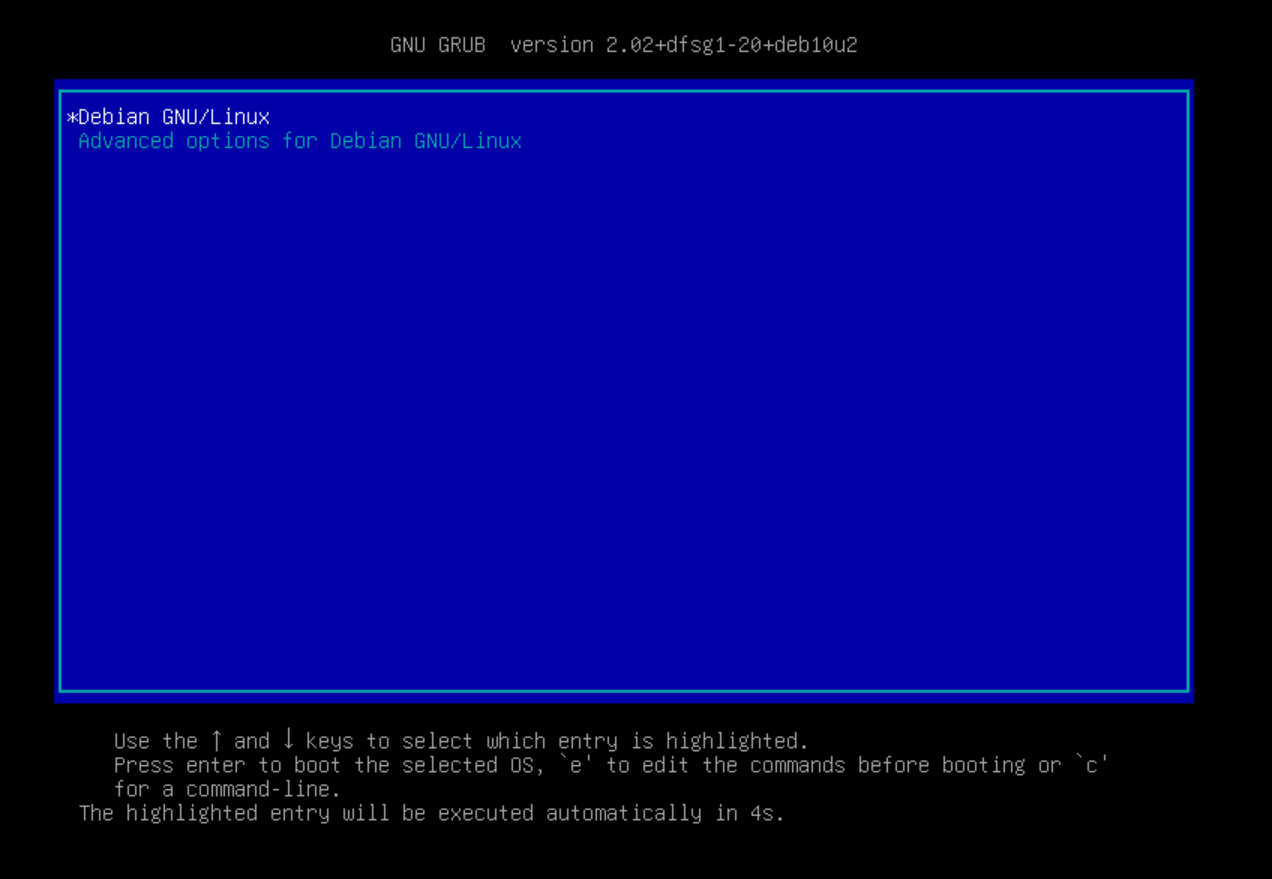 GNU GRUB  version 2.02+dfsg1-20+deb10u2
*Debian GNU/Linux
Advanced options for Debian GNU/Linux
Use the ↑ and ↓ keys to select which entry is highlighted.
Press enter to boot the selected OS, `e' to edit the commands before booting or `c'
for a command-line.
The highlighted entry will be executed automatically in 4s.